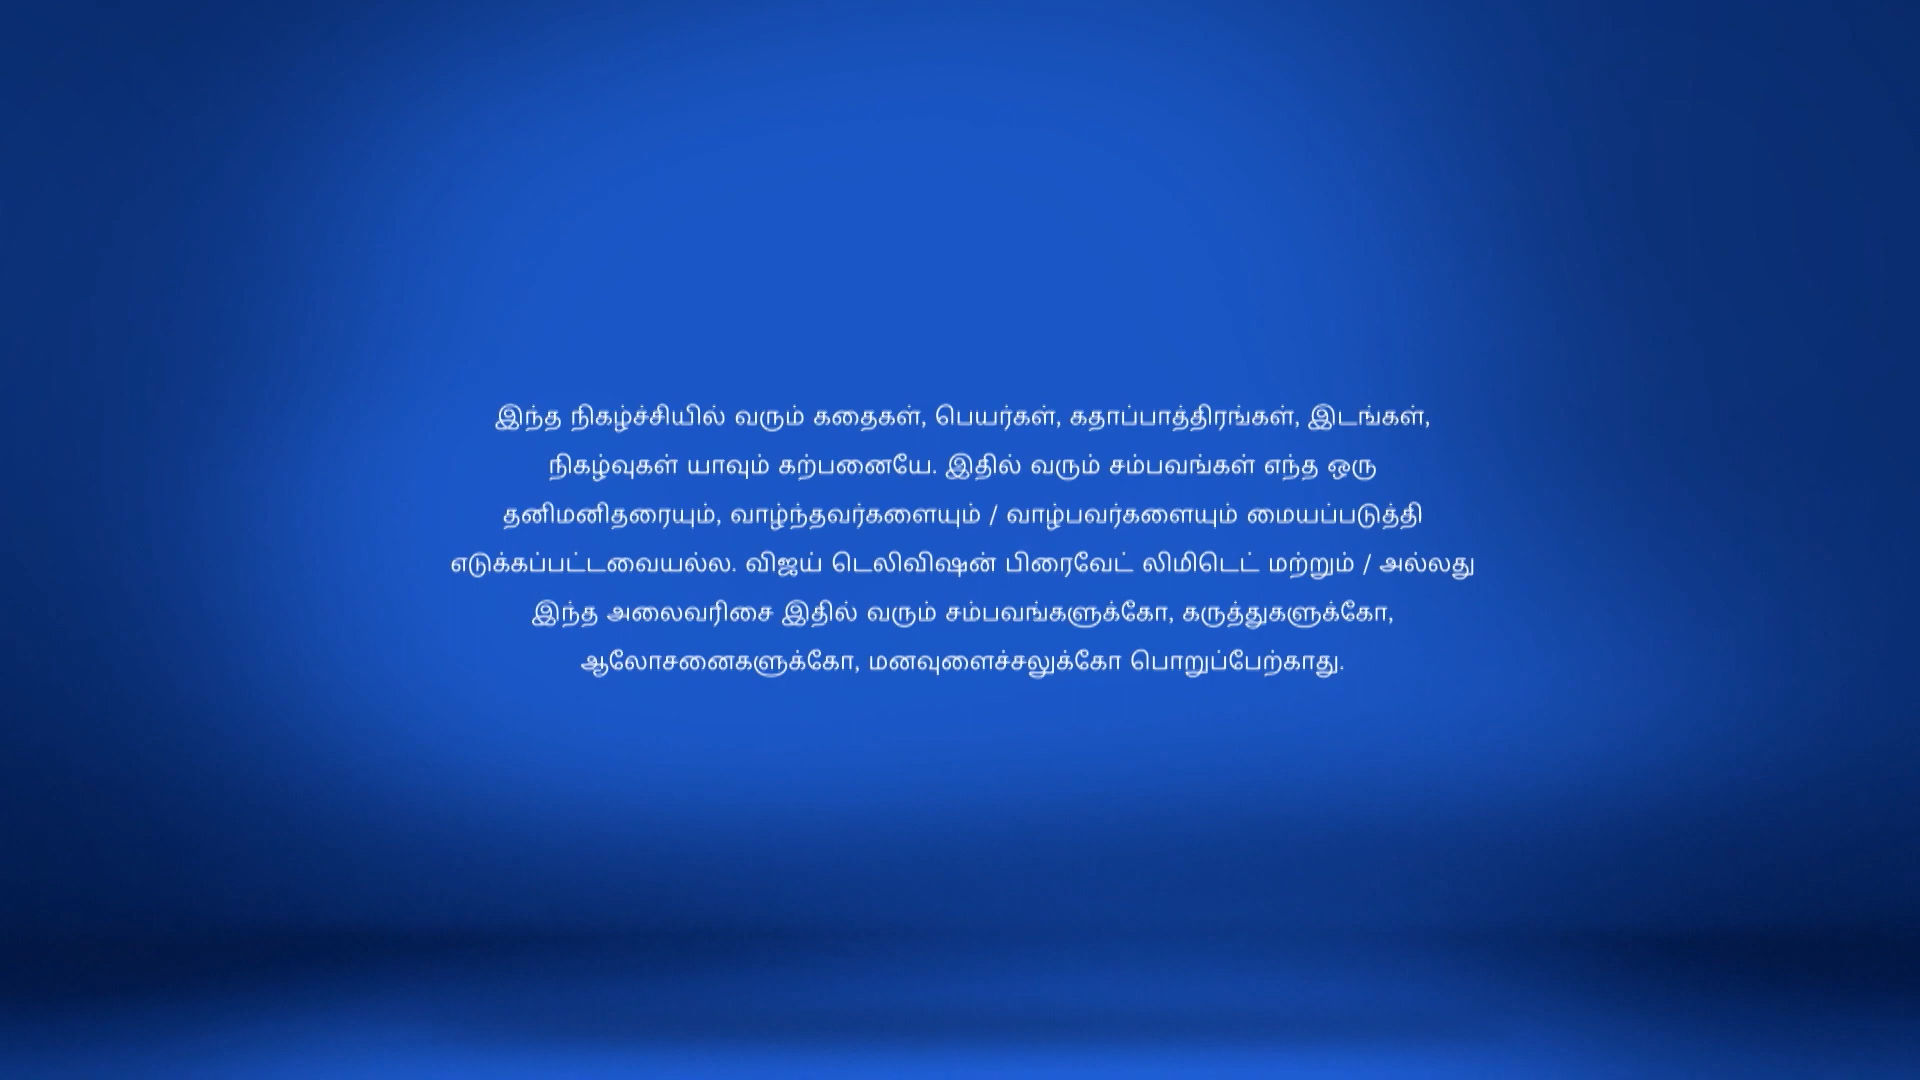 இந்த நிகழ்ச்சியில் வரும் கதைகள், பெயர்கள், கதாப்பாத்திரங்கள், இடங்கள்,
நிகழ்வுகள் யாவும் கற்பனையே. இதில் வரும் சம்பவங்கள் எந்த ஒரு
தனிமனிதரையும், வாழ்ந்தவர்களையும் / வாழ்பவர்களையும் மையப்படுத்தி
எடுக்கப்பட்டவையல்ல. விஜய் டெலிவிஷன் பிரைவேட் லிமிடெட் மற்றும் / அல்லது
இந்த அலைவரிசை இதில் வரும் சம்பவங்களுக்கோ, கருத்துகளுக்கோ,
ஆலோசனைகளுக்கோ, மனவுளைச்சலுக்கோ பொறுப்பேற்காது.